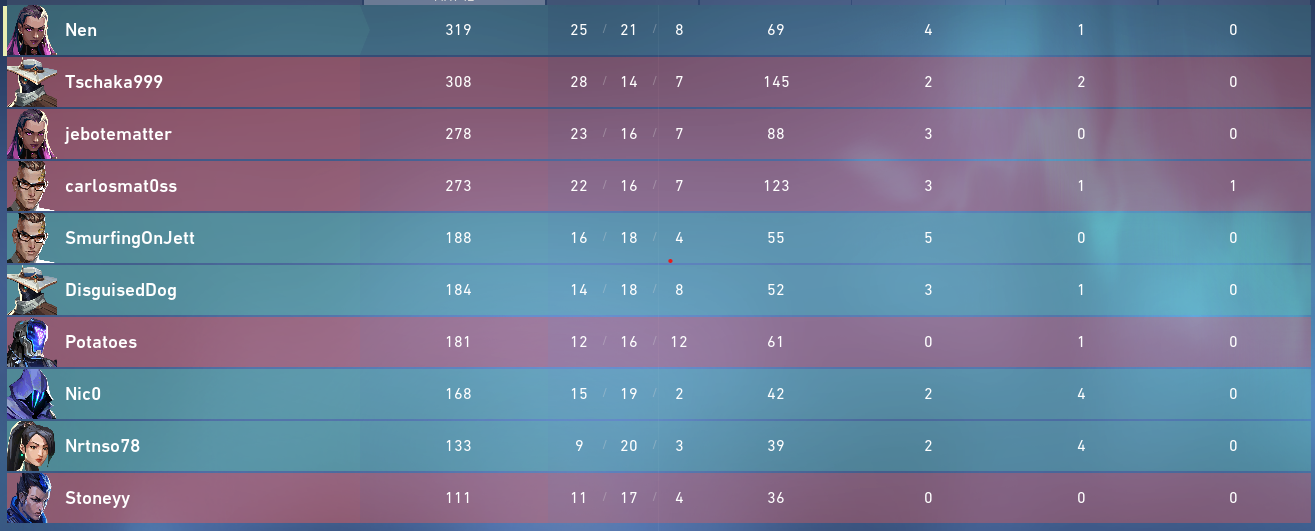 Nen 319 25 / 21 / 8 69 4 1 0
Tschaka999 308 28 / 14 / 7 145 2 2 0
jebotematter 278 23 / 16 / 7 88 3 0 0
carlosmat0ss 273 22 / 16 / 7 123 3 1 1
SmurfingOnJett 188 16 / 18 / 4 55 5 0 0
DisguisedDog 184 14 / 18 / 8 52 3 1 0
Potatoes 181 12 / 16 / 12 61 0 1 0
Nic0 168 15 / 19 / 2 42 2 4 0
Nrtnso78 133 9 / 20 / 3 39 2 4 0
Stoneyy 111 11 / 17 / 4 36 0 0 0